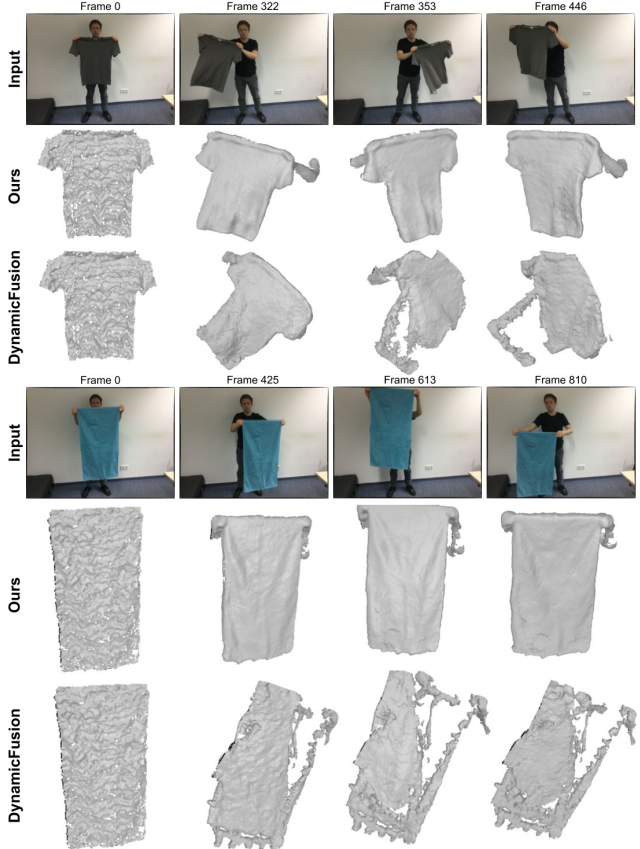 Frame 0 Frame 322 Frame 353 Frame 446
Input
Ours
DynamicFusion
Frame 0 Frame 425 Frame 613 Frame 810
Input
Ours
DynamicFusion